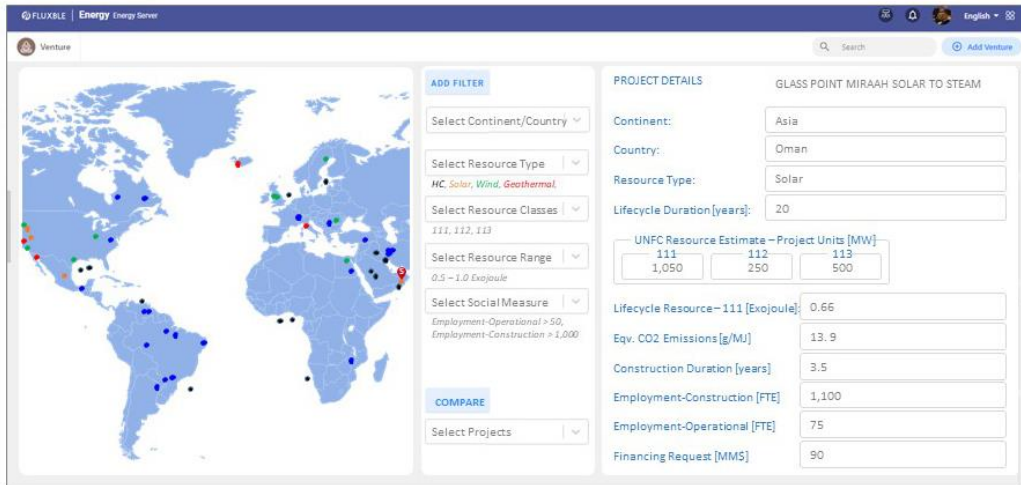 FLUXBLE | Energy Energy Server
English
Venture
Search
Add Venture
ADD FILTER
Select Continent/Country
Select Resource Type
HC, Solar, Wind, Geothermal,
Select Resource Classes
111, 112, 113
Select Resource Range
0.5 – 1.0 Exojoule
Select Social Measure
Employment-Operational > 50,
Employment-Construction > 1,000
COMPARE
Select Projects
S
PROJECT DETAILS
GLASS POINT MIRAAH SOLAR TO STEAM
Continent: Asia
Country: Oman
Resource Type: Solar
Lifecycle Duration [years]: 20
UNFC Resource Estimate – Project Units [MW]
111 112 113
1,050 250 500
Lifecycle Resource – 111 [Exojoule]: 0.66
Eqv. CO2 Emissions [g/MJ] 13. 9
Construction Duration [years] 3.5
Employment-Construction [FTE] 1,100
Employment-Operational [FTE] 75
Financing Request [MM$] 90